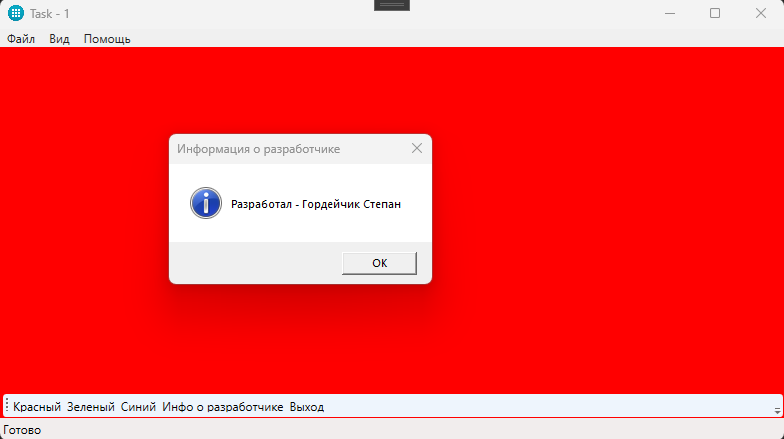 Task - 1
Файл Вид Помощь
Информация о разработчике
Разработал - Гордейчик Степан
OK
Красный Зеленый Синий Инфо о разработчике Выход
Готово